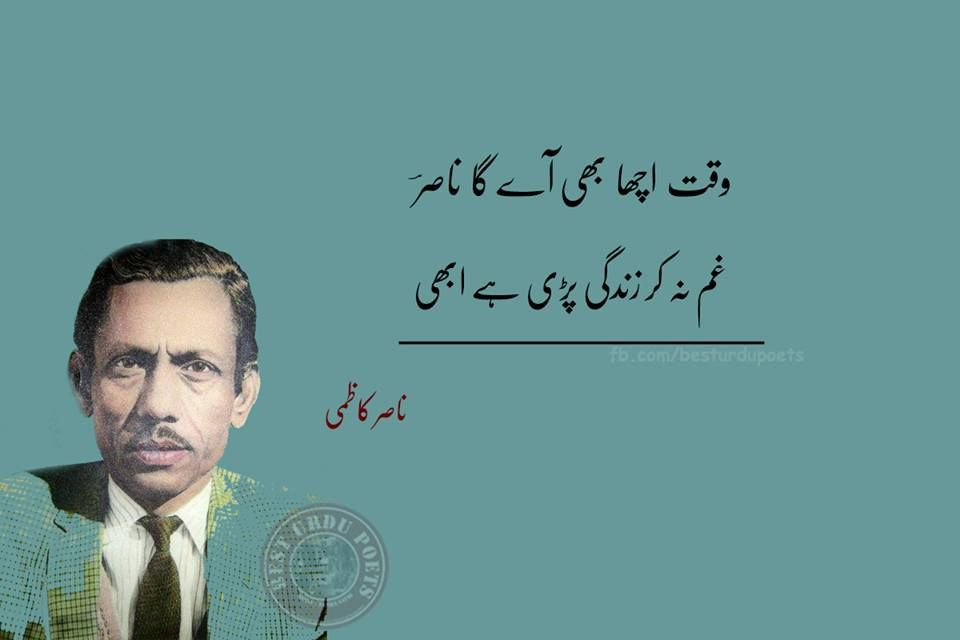 وقت اچھا بھی آے گا ناصرؔ
غم نہ کر زندگی پڑی ہے ابھی
fb.com/besturdupoets
ناصر کاظمی
BEST URDU POETS